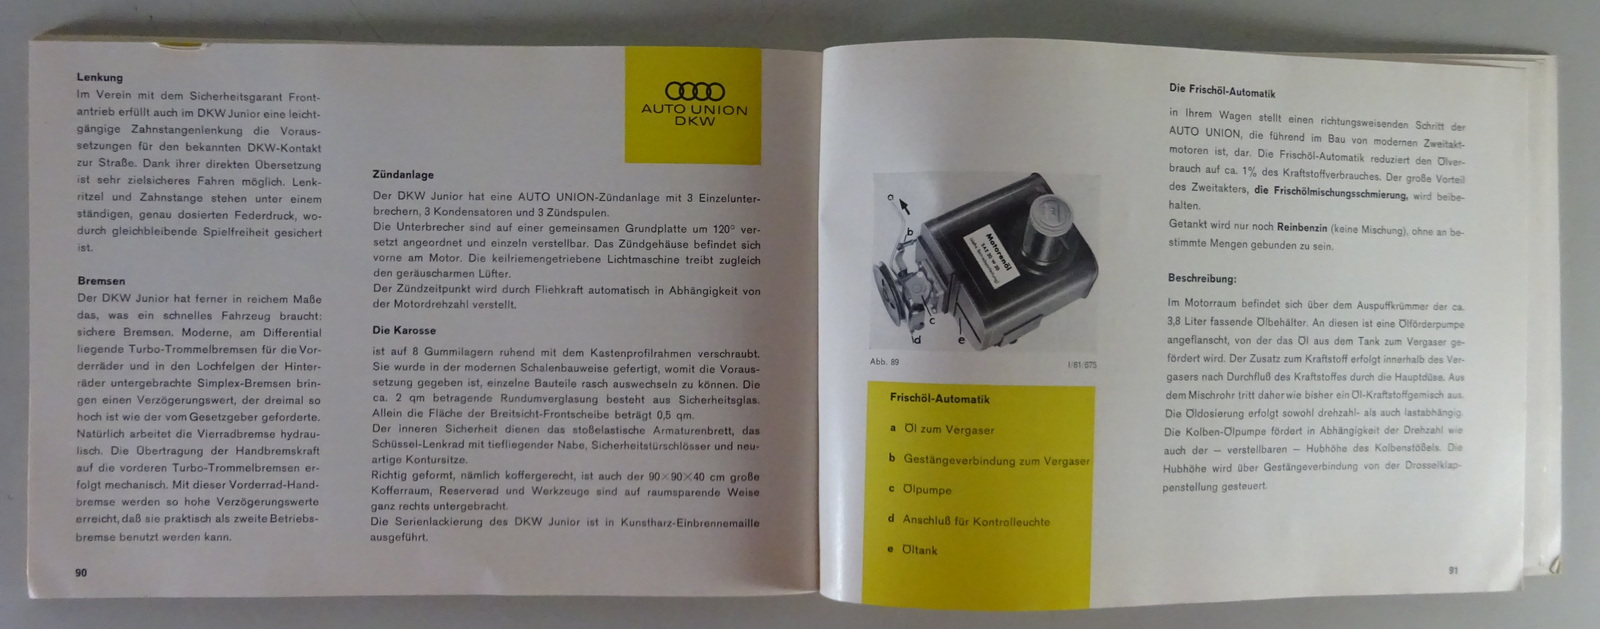 Lenkung
Im Verein mit dem Sicherheitsgarant Front-
antrieb erfüllt auch im DKW Junior eine leicht-
gängige Zahnstangenlenkung die Voraus-
setzungen für den bekannten DKW-Kontakt
zur Straße. Dank ihrer direkten Übersetzung
ist sehr zielsicheres Fahren möglich. Lenk-
ritzel und Zahnstange stehen unter einem
ständigen, genau dosierten Federdruck, wo-
durch gleichbleibende Spielfreiheit gesichert
ist.
Bremsen
Der DKW Junior hat ferner in reichem Maße
das, was ein schnelles Fahrzeug braucht:
sichere Bremsen. Moderne, am Differential
liegende Turbo-Trommelbremsen für die Vor-
derräder und in den Lochfelgen der Hinter-
räder untergebrachte Simplex-Bremsen brin-
gen einen Verzögerungswert, der dreimal so
hoch ist wie der vom Gesetzgeber geforderte.
Natürlich arbeitet die Vierradbremse hydrau-
lisch. Die Übertragung der Handbremskraft
auf die vorderen Turbo-Trommelbremsen er-
folgt mechanisch. Mit dieser Vorderrad-Hand-
bremse werden so hohe Verzögerungswerte
erreicht, daß sie praktisch als zweite Betriebs-
bremse benutzt werden kann.
90
AUTO UNION
DKW
Zündanlage
Der DKW Junior hat eine AUTO UNION-Zündanlage mit 3 Einzelunter-
brechern, 3 Kondensatoren und 3 Zündspulen.
Die Unterbrecher sind auf einer gemeinsamen Grundplatte um 120° ver-
setzt angeordnet und einzeln verstellbar. Das Zündgehäuse befindet sich
vorne am Motor. Die keilriemengetriebene Lichtmaschine treibt zugleich
den geräuscharmen Lüfter.
Der Zündzeitpunkt wird durch Fliehkraft automatisch in Abhängigkeit von
der Motordrehzahl verstellt.
Die Karosse
ist auf 8 Gummilagern ruhend mit dem Kastenprofilrahmen verschraubt.
Sie wurde in der modernen Schalenbauweise gefertigt, womit die Voraus-
setzung gegeben ist, einzelne Bauteile rasch auswechseln zu können. Die
ca. 2 qm betragende Rundumverglasung besteht aus Sicherheitsglas.
Allein die Fläche der Breitsicht-Frontscheibe beträgt 0,5 qm.
Der inneren Sicherheit dienen das stoßelastische Armaturenbrett, das
Schüssel-Lenkrad mit tiefliegender Nabe, Sicherheitstürschlösser und neu-
artige Kontursitze.
Richtig geformt, nämlich koffergerecht, ist auch der 90×90×40 cm große
Kofferraum, Reserverad und Werkzeuge sind auf raumsparende Weise
ganz rechts untergebracht.
Die Serienlackierung des DKW Junior ist in Kunstharz-Einbrennemaille
ausgeführt.
a
b
c
d
e
Motorenöl
Abb. 89
I/61/875
Frischöl-Automatik
a Öl zum Vergaser
b Gestängeverbindung zum Vergaser
c Ölpumpe
d Anschluß für Kontrolleuchte
e Öltank
Die Frischöl-Automatik
in Ihrem Wagen stellt einen richtungsweisenden Schritt der
AUTO UNION, die führend im Bau von modernen Zweitakt-
motoren ist, dar. Die Frischöl-Automatik reduziert den Ölver-
brauch auf ca. 1% des Kraftstoffverbrauches. Der große Vorteil
des Zweitakters, die Frischölmischungsschmierung, wird beibe-
halten.
Getankt wird nur noch Reinbenzin (keine Mischung), ohne an be-
stimmte Mengen gebunden zu sein.
Beschreibung:
Im Motorraum befindet sich über dem Auspuffkrümmer der ca.
3,8 Liter fassende Ölbehälter. An diesen ist eine Ölförderpumpe
angeflanscht, von der das Öl aus dem Tank zum Vergaser ge-
fördert wird. Der Zusatz zum Kraftstoff erfolgt innerhalb des Ver-
gasers nach Durchfluß des Kraftstoffes durch die Hauptdüse. Aus
dem Mischrohr tritt daher wie bisher ein Öl-Kraftstoffgemisch aus.
Die Öldosierung erfolgt sowohl drehzahl- als auch lastabhängig.
Die Kolben-Ölpumpe fördert in Abhängigkeit der Drehzahl wie
auch der – verstellbaren – Hubhöhe des Kolbenstößels. Die
Hubhöhe wird über Gestängeverbindung von der Drosselklap-
penstellung gesteuert.
91